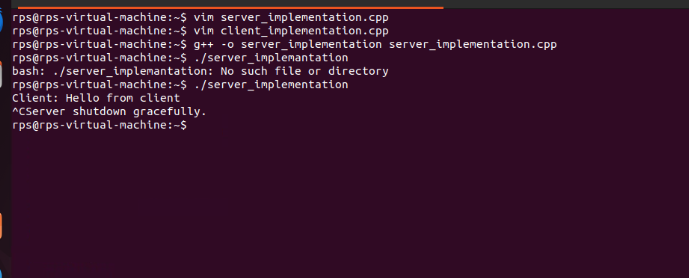 rps@rps-virtual-machine:~$ vim server_implementation.cpp
rps@rps-virtual-machine:~$ vim client_implementation.cpp
rps@rps-virtual-machine:~$ g++ -o server_implementation server_implementation.cpp
rps@rps-virtual-machine:~$ ./server_implemantation
bash: ./server_implemantation: No such file or directory
rps@rps-virtual-machine:~$ ./server_implementation
Client: Hello from client
^CServer shutdown gracefully.
rps@rps-virtual-machine:~$